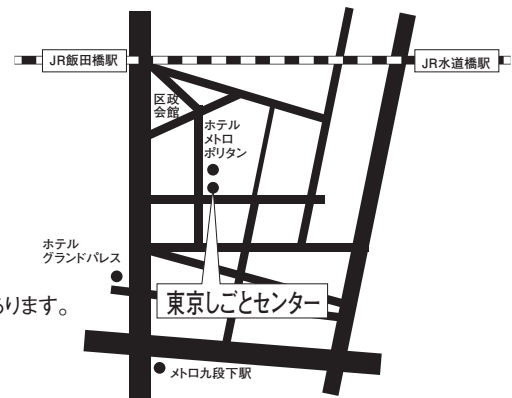 JR飯田橋駅
JR水道橋駅
区政
会館
ホテル
メトロ
ポリタン
ホテル
グランドパレス
東京しごとセンター
ります。
メトロ九段下駅